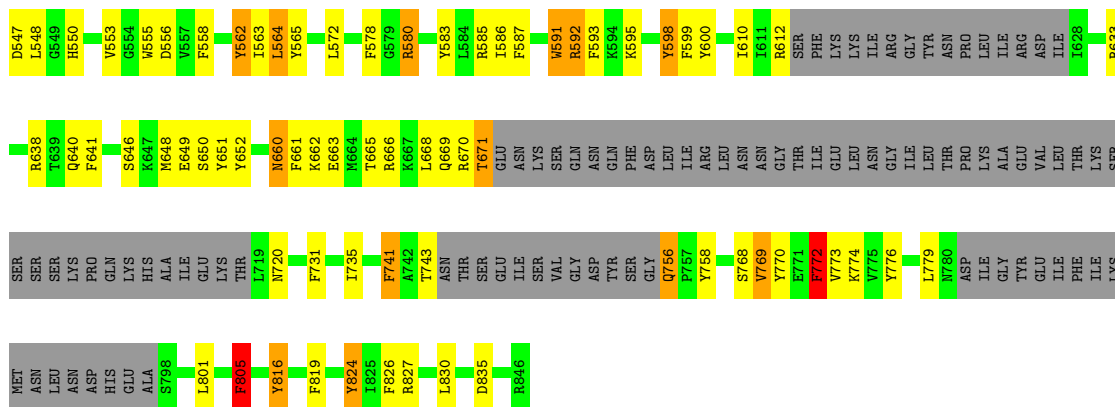 D547 L548 G549 H550 V553 G554 W555 D556 V557 F558 Y562 I563 L564 Y565 L572 F578 G579 R580 Y583 L584 R585 I586 F587 W591 R592 F593 K594 K595 Y598 F599 Y600 I610 I611 R612 SER PHE LYS LYS ILE ARG GLY TYR ASN PRO LEU ILE ARG ASP ILE I628
R638 T639 Q640 F641 S646 K647 M648 E649 S650 Y651 Y652 N660 F661 K662 E663 M664 T665 R666 K667 L668 Q669 R670 T671 GLU ASN LYS SER GLN ASN GLN PHE ASP LEU ILE ARG LEU ASN ASN GLY THR ILE GLU LEU ASN GLY ILE LEU THR PRO LYS ALA GLU VAL LEU THR LYS
SER SER SER LYS PRO GLN LYS HIS ALA ILE GLU LYS THR L719 N720 F731 I735 F741 A742 T743 ASN THR SER GLU ILE SER VAL GLY ASP TYR SER GLY Q756 P757 Y758 S768 V769 Y770 E771 F772 V773 K774 V775 Y776 L779 N780 ASP ILE GLY TYR GLU ILE PHE ILE
MET ASN LEU ASN ASP HIS GLU ALA S798 L801 F805 Y816 F819 Y824 I825 F826 R827 L830 D835 R846